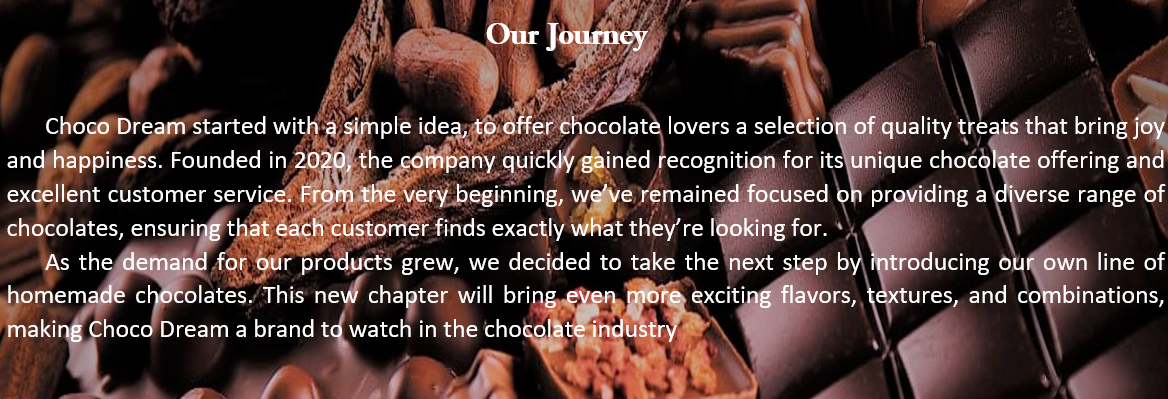 Our Journey
Choco Dream started with a simple idea, to offer chocolate lovers a selection of quality treats that bring joy
and happiness. Founded in 2020, the company quickly gained recognition for its unique chocolate offering and
excellent customer service. From the very beginning, we’ve remained focused on providing a diverse range of
chocolates, ensuring that each customer finds exactly what they’re looking for.
As the demand for our products grew, we decided to take the next step by introducing our own line of
homemade chocolates. This new chapter will bring even more exciting flavors, textures, and combinations,
making Choco Dream a brand to watch in the chocolate industry